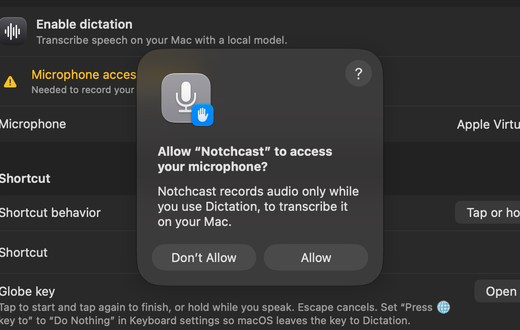 Enable dictation
Transcribe speech on your Mac with a local model.
Microphone acces
Needed to record your
?
Microphone
Apple Virtu
Allow “Notchcast” to access
your microphone?
Notchcast records audio only while
you use Dictation, to transcribe it
on your Mac.
Don’t Allow
Allow
Shortcut
Shortcut behavior
Tap or ho
Shortcut
Globe key
Open
Tap to start and tap again to finish, or hold while you speak. Escape cancels. Set “Press
key to” to “Do Nothing” in Keyboard settings so macOS leaves the key to Dictation.